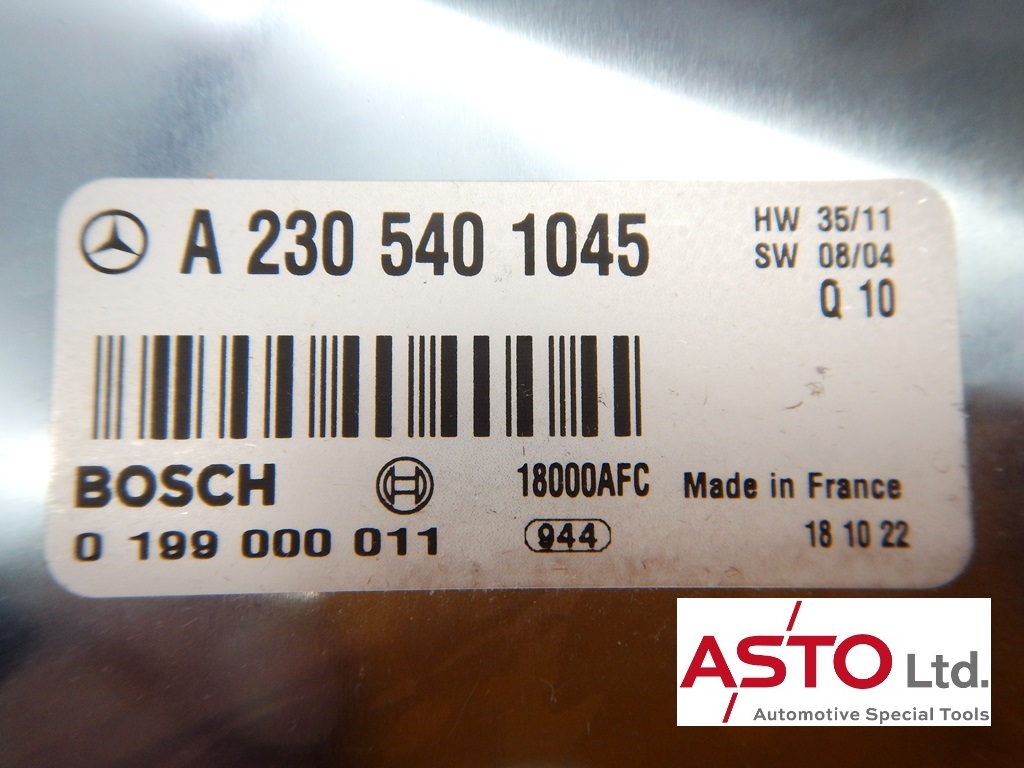 A 230 540 1045
HW 35/11
SW 08/04
Q 10
BOSCH
18000AFC
Made in France
0 199 000 011
944
18 10 22
ASTO Ltd.
Automotive Special Tools